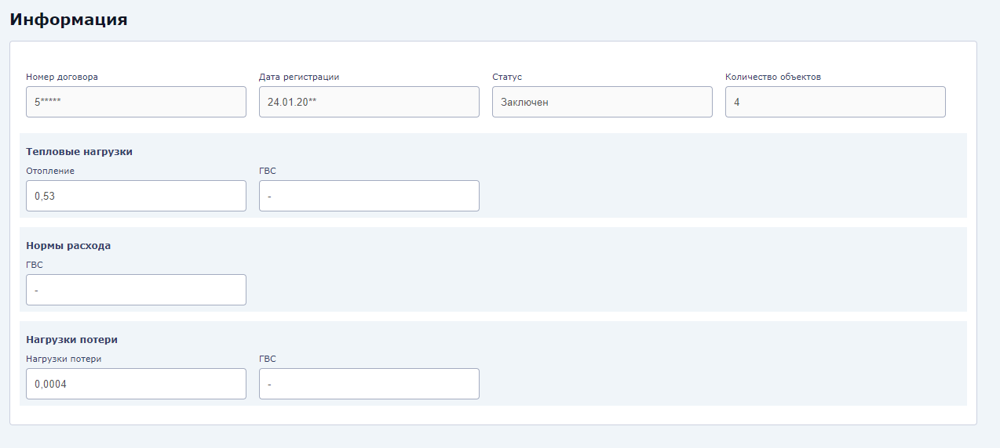 Информация
Номер договора Дата регистрации Статус Количество объектов
5***** 24.01.20** Заключен 4
Тепловые нагрузки
Отопление ГВС
0,53 -
Нормы расхода
ГВС
-
Нагрузки потери
Нагрузки потери ГВС
0,0004 -